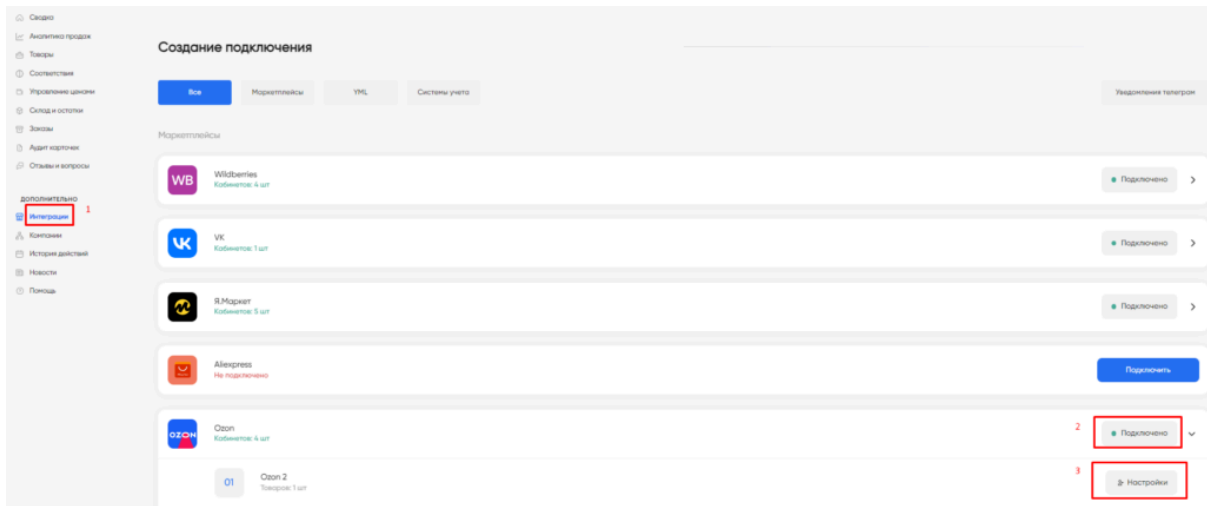 Сводка
Аналитика продаж
Товары
Соответствия
Управление ценами
Склад и остатки
Заказы
Аудит карточек
Отзывы и вопросы
ДОПОЛНИТЕЛЬНО
Интеграции
1
Компании
История действий
Новости
Помощь
Создание подключения
Все
Маркетплейсы
YML
Системы учета
Уведомления телеграм
Маркетплейсы
WB
Wildberries
Кабинетов: 4 шт
Подключено
VK
Кабинетов: 1 шт
Подключено
Я.Маркет
Кабинетов: 5 шт
Подключено
Aliexpress
Не подключено
Подключить
OZON
Ozon
Кабинетов: 4 шт
2
Подключено
01
Ozon 2
Товаров: 1 шт
3
Настройки